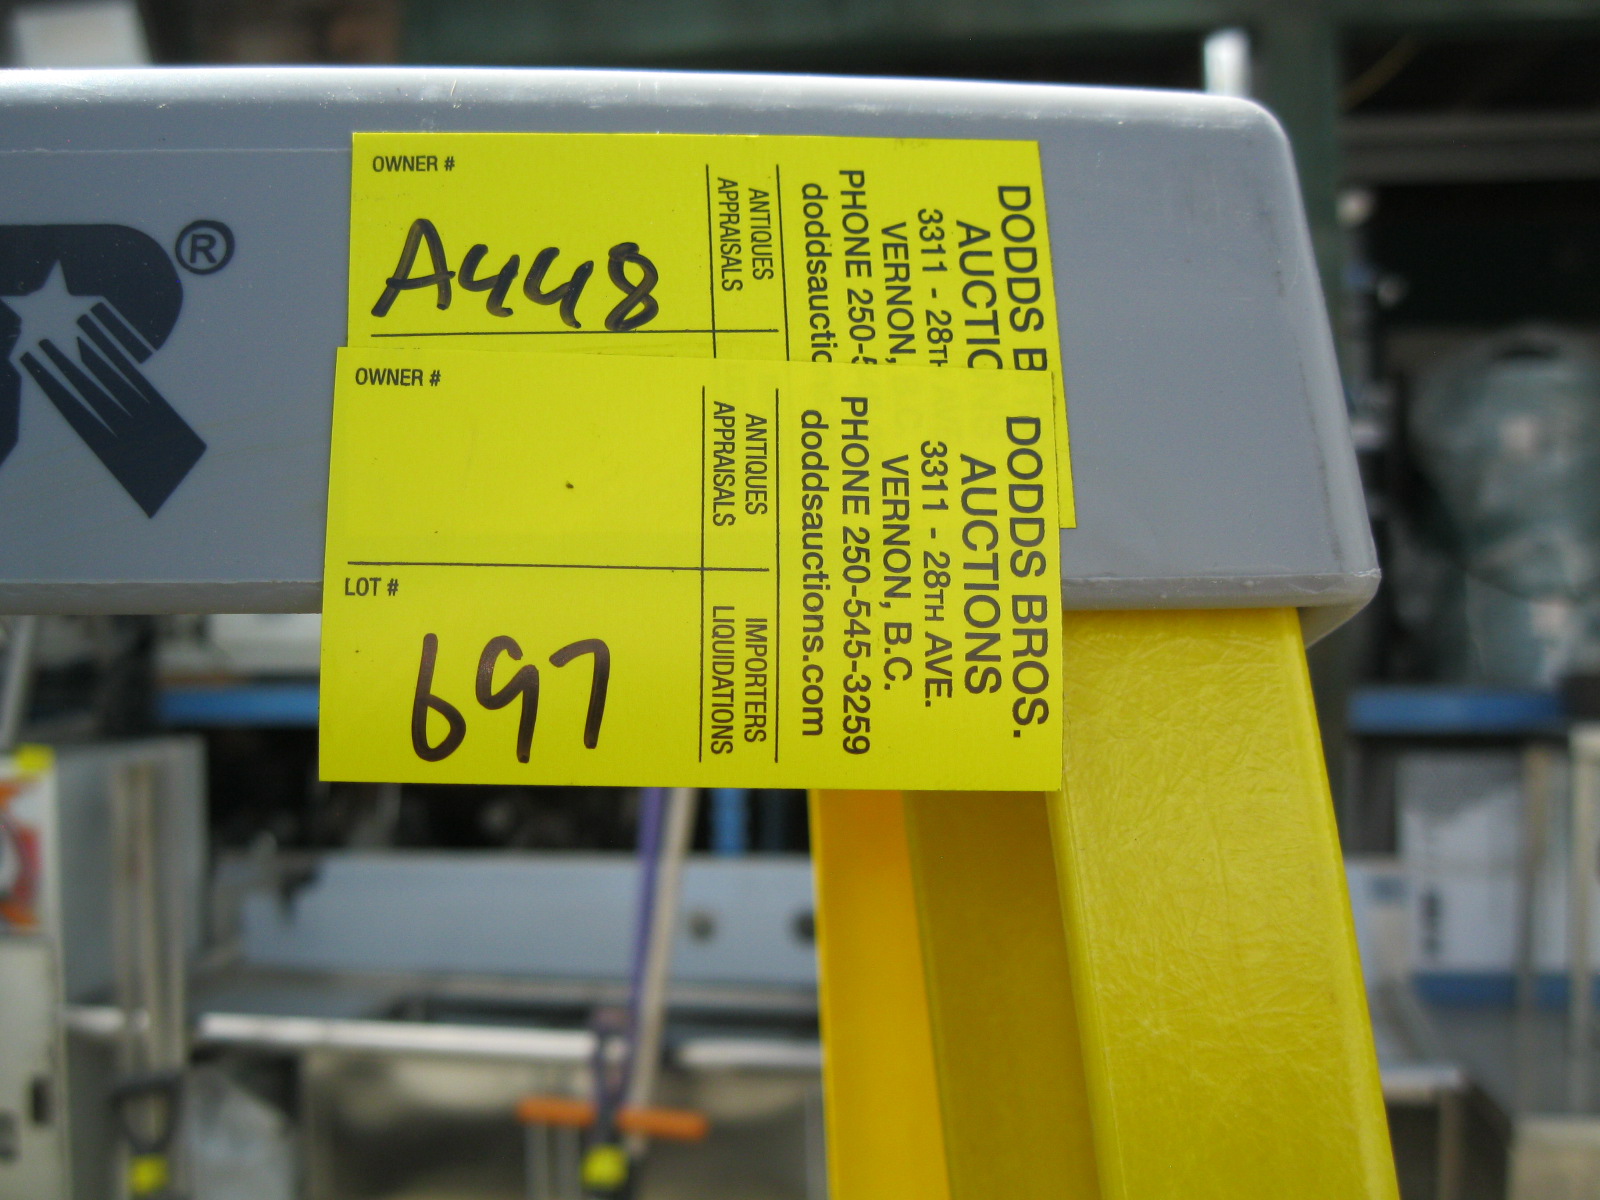 R®
OWNER #
A448
ANTIQUES
APPRAISALS
DODDS B
AUCTIO
3311 - 28TH
VERNON,
PHONE 250-5
doddsauctio
OWNER #
LOT #
697
ANTIQUES IMPORTERS
APPRAISALS LIQUIDATIONS
DODDS BROS.
AUCTIONS
3311 - 28TH AVE.
VERNON, B.C.
PHONE 250-545-3259
doddsauctions.com